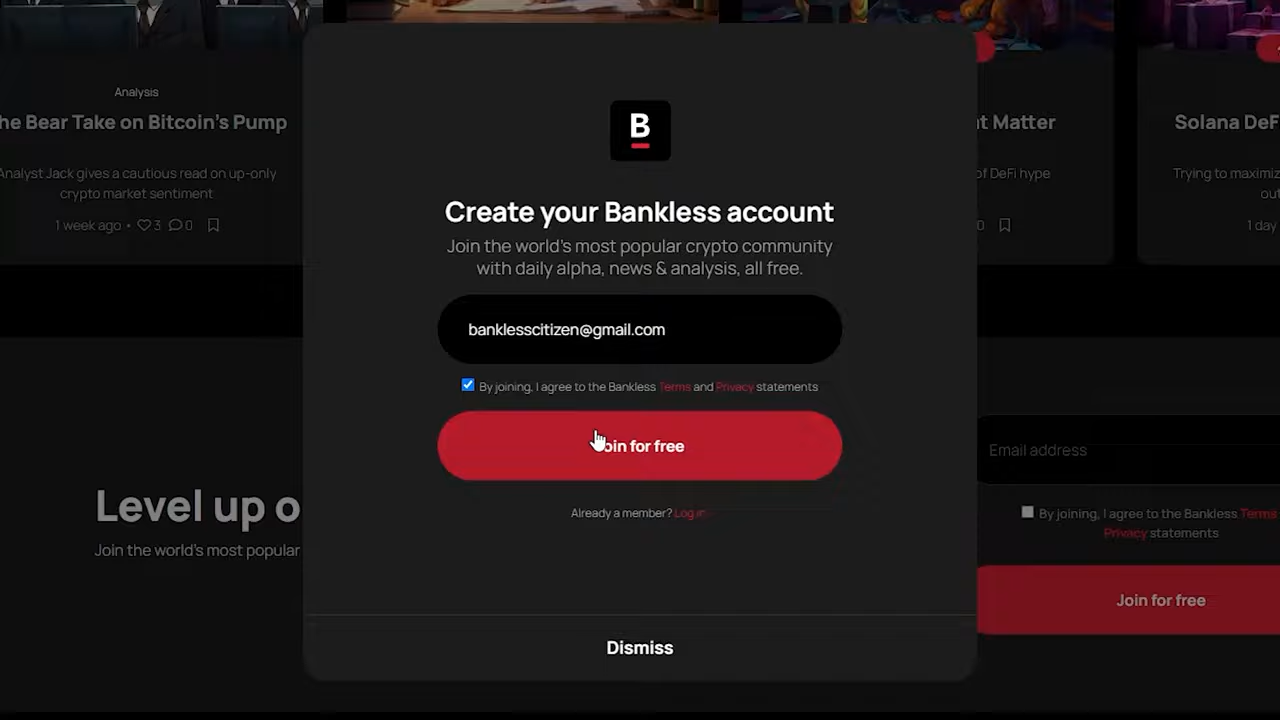 Analysis
he Bear Take on Bitcoin's Pump
Analyst Jack gives a cautious read on up-only
crypto market sentiment
1 week ago • 3 0
B
Create your Bankless account
Join the world's most popular crypto community
with daily alpha, news & analysis, all free.
banklesscitizen@gmail.com
By joining, I agree to the Bankless Terms and Privacy statements
Join for free
Already a member? Log in
Dismiss
t Matter
of DeFi hype
0
Solana DeF
Trying to maximiz
out
1 day
Level up o
Join the world's most popular
Email address
By joining, I agree to the Bankless Terms
Privacy statements
Join for free